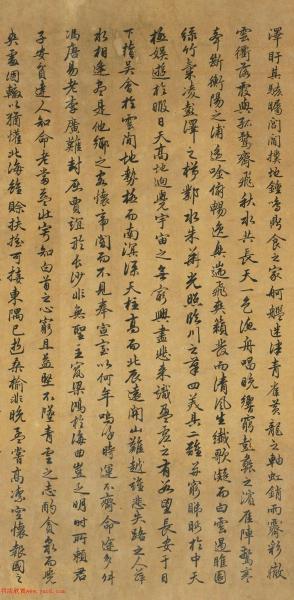 澤盱其駭矚閭閻撲地鐘鳴鼎食之家舸艦迷津青雀黃龍之軸虹銷雨霽彩徹
雲衢落霞與孤鶩齊飛秋水共長天一色漁舟唱晚響窮彭蠡之濱雁陣驚寒
聲斷衡陽之浦遙吟俯暢逸興遄飛爽籟發而清風生纖歌凝而白雲遏睢園
綠竹氣凌彭澤之樽鄴水朱華光照臨川之筆四美具二難并窮睇眄於中天
極娛遊於暇日天高地迥覺宇宙之無窮興盡悲來識盈虛之有數望長安于日
下指吳會於雲間地勢極而南溟深天柱高而北辰遠關山難越誰悲失路之人萍
水相逢盡是他鄉之客懷帝閽而不見奉宣室以何年嗚呼時運不齊命途多舛
馮唐易老李廣難封屈賈誼於長沙非無聖主竄梁鴻於海曲豈乏明時所賴君
子安貧達人知命老當益壯寧知白首之心窮且益堅不墜青雲之志酌貪泉而覺
爽處涸轍以猶懽北海雖賒扶搖可接東隅已逝桑榆非晚孟嘗高潔空懷報國之